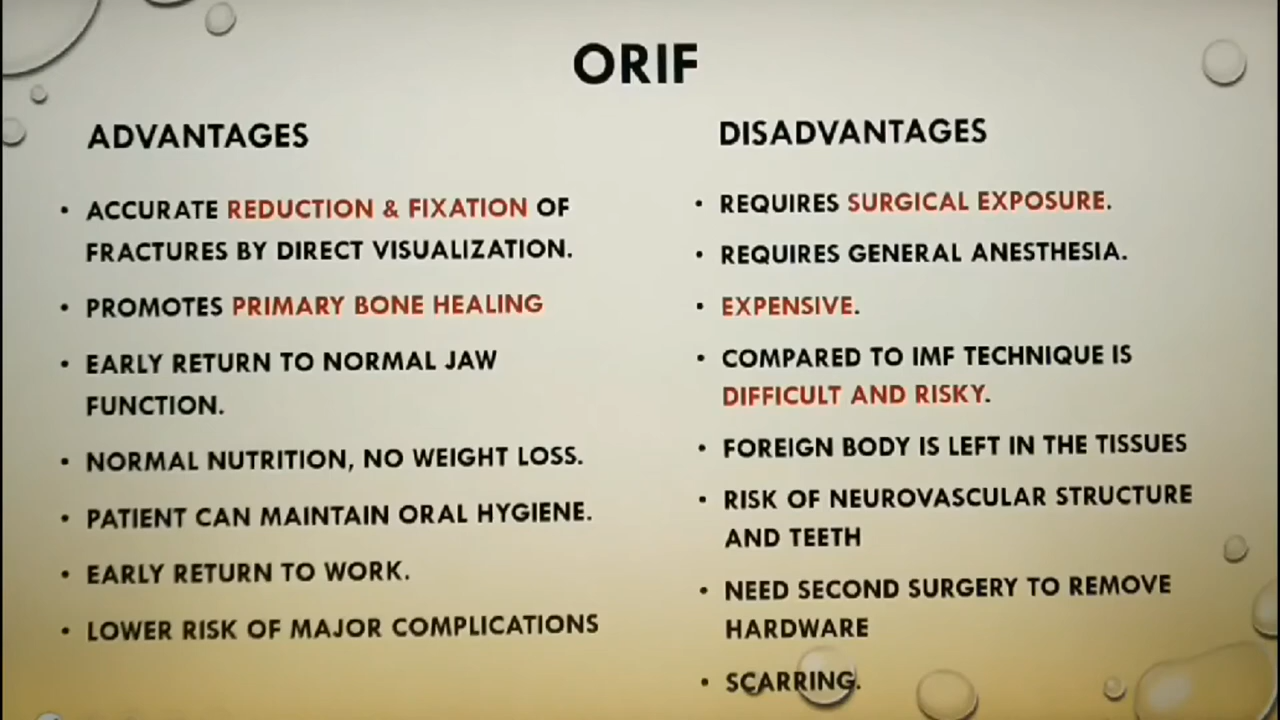 ORIF
ADVANTAGES
• ACCURATE REDUCTION & FIXATION OF
FRACTURES BY DIRECT VISUALIZATION.
• PROMOTES PRIMARY BONE HEALING
• EARLY RETURN TO NORMAL JAW
FUNCTION.
• NORMAL NUTRITION, NO WEIGHT LOSS.
• PATIENT CAN MAINTAIN ORAL HYGIENE.
• EARLY RETURN TO WORK.
• LOWER RISK OF MAJOR COMPLICATIONS
DISADVANTAGES
• REQUIRES SURGICAL EXPOSURE.
• REQUIRES GENERAL ANESTHESIA.
• EXPENSIVE.
• COMPARED TO IMF TECHNIQUE IS
DIFFICULT AND RISKY.
• FOREIGN BODY IS LEFT IN THE TISSUES
• RISK OF NEUROVASCULAR STRUCTURE
AND TEETH
• NEED SECOND SURGERY TO REMOVE
HARDWARE
• SCARRING.